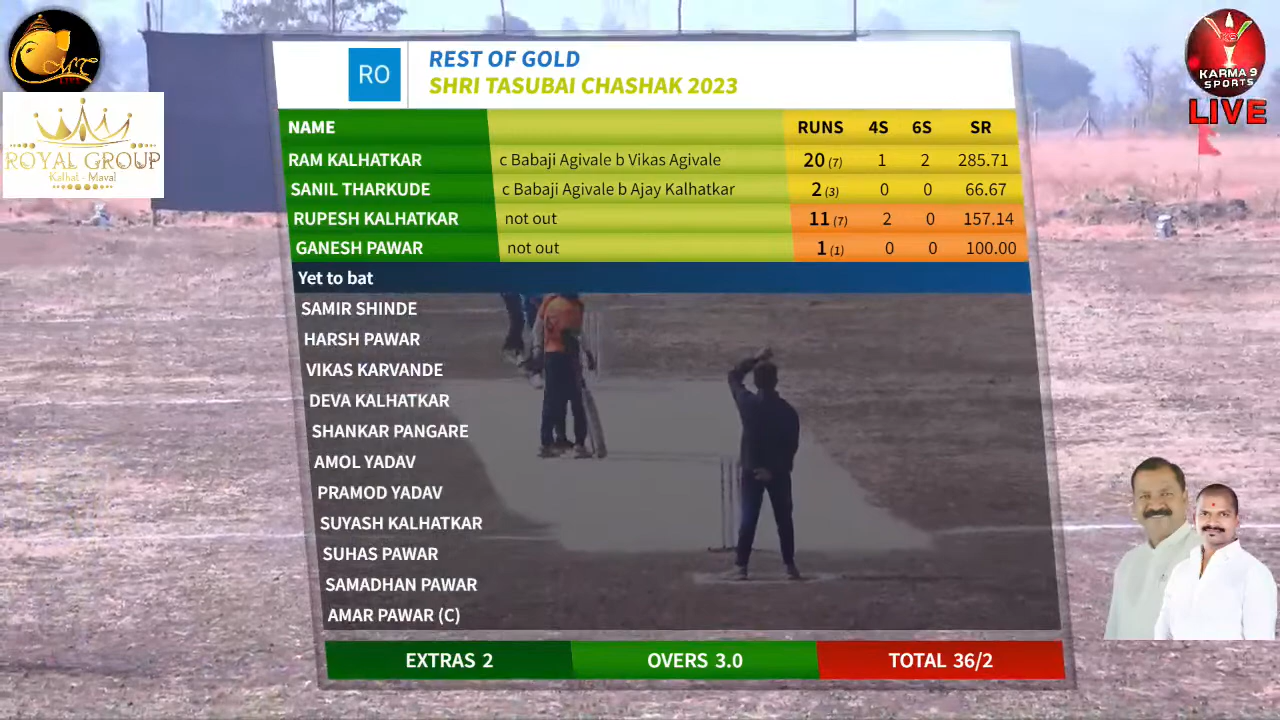 CMT
LIVE
ROYAL GROUP
Kalhat - Maval
RO
REST OF GOLD
SHRI TASUBAI CHASHAK 2023
K9
KARMA 9
SPORTS
LIVE
NAME RUNS 4S 6S SR
RAM KALHATKAR c Babaji Agivale b Vikas Agivale 20 (7) 1 2 285.71
SANIL THARKUDE c Babaji Agivale b Ajay Kalhatkar 2 (3) 0 0 66.67
RUPESH KALHATKAR not out 11 (7) 2 0 157.14
GANESH PAWAR not out 1 (1) 0 0 100.00
Yet to bat
SAMIR SHINDE
HARSH PAWAR
VIKAS KARVANDE
DEVA KALHATKAR
SHANKAR PANGARE
AMOL YADAV
PRAMOD YADAV
SUYASH KALHATKAR
SUHAS PAWAR
SAMADHAN PAWAR
AMAR PAWAR (C)
EXTRAS 2 OVERS 3.0 TOTAL 36/2